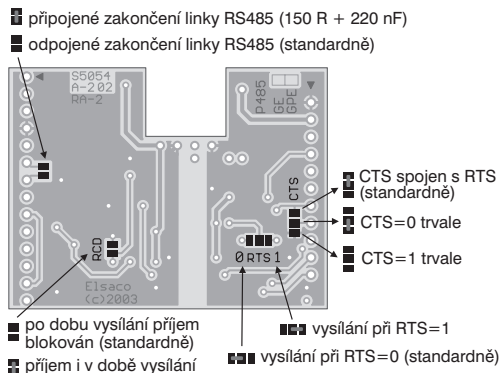 připojené zakončení linky RS485 (150 R + 220 nF)
odpojené zakončení linky RS485 (standardně)
S5054
A-202
RA-2
P485
GE
GPE
CTS
CTS spojen s RTS
(standardně)
CTS=0 trvale
CTS=1 trvale
RCD
0 RTS 1
Elsaco
(c)2003
po dobu vysílání příjem
blokován (standardně)
příjem i v době vysílání
vysílání při RTS=1
vysílání při RTS=0 (standardně)